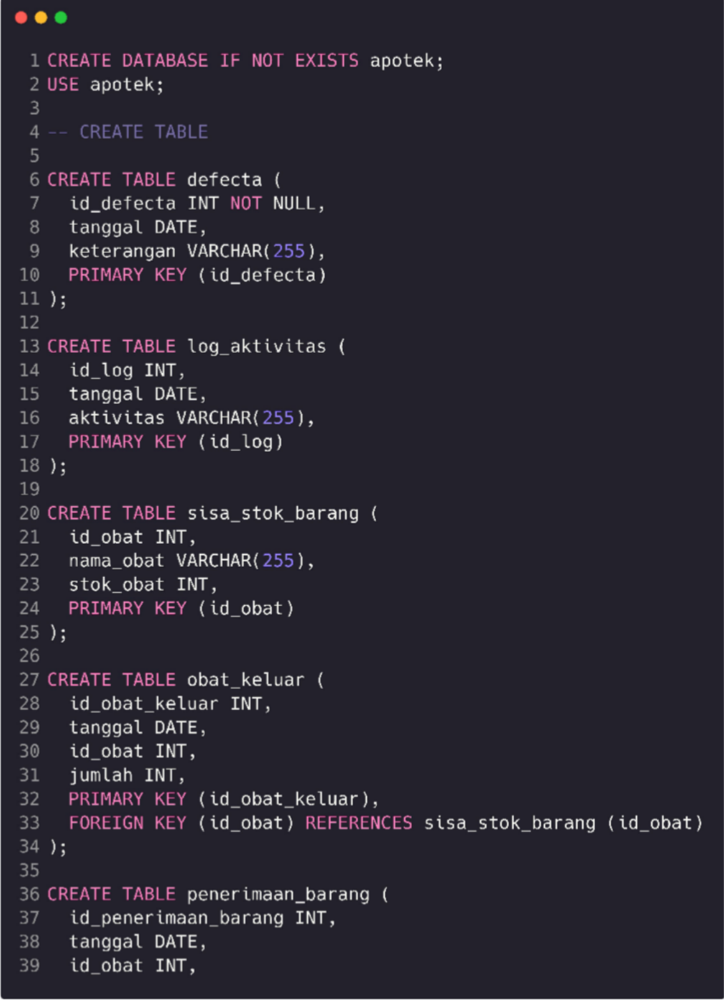 1 CREATE DATABASE IF NOT EXISTS apotek;
2 USE apotek;
3
4 -- CREATE TABLE
5
6 CREATE TABLE defecta (
7   id_defecta INT NOT NULL,
8   tanggal DATE,
9   keterangan VARCHAR(255),
10   PRIMARY KEY (id_defecta)
11 );
12
13 CREATE TABLE log_aktivitas (
14   id_log INT,
15   tanggal DATE,
16   aktivitas VARCHAR(255),
17   PRIMARY KEY (id_log)
18 );
19
20 CREATE TABLE sisa_stok_barang (
21   id_obat INT,
22   nama_obat VARCHAR(255),
23   stok_obat INT,
24   PRIMARY KEY (id_obat)
25 );
26
27 CREATE TABLE obat_keluar (
28   id_obat_keluar INT,
29   tanggal DATE,
30   id_obat INT,
31   jumlah INT,
32   PRIMARY KEY (id_obat_keluar),
33   FOREIGN KEY (id_obat) REFERENCES sisa_stok_barang (id_obat)
34 );
35
36 CREATE TABLE penerimaan_barang (
37   id_penerimaan_barang INT,
38   tanggal DATE,
39   id_obat INT,